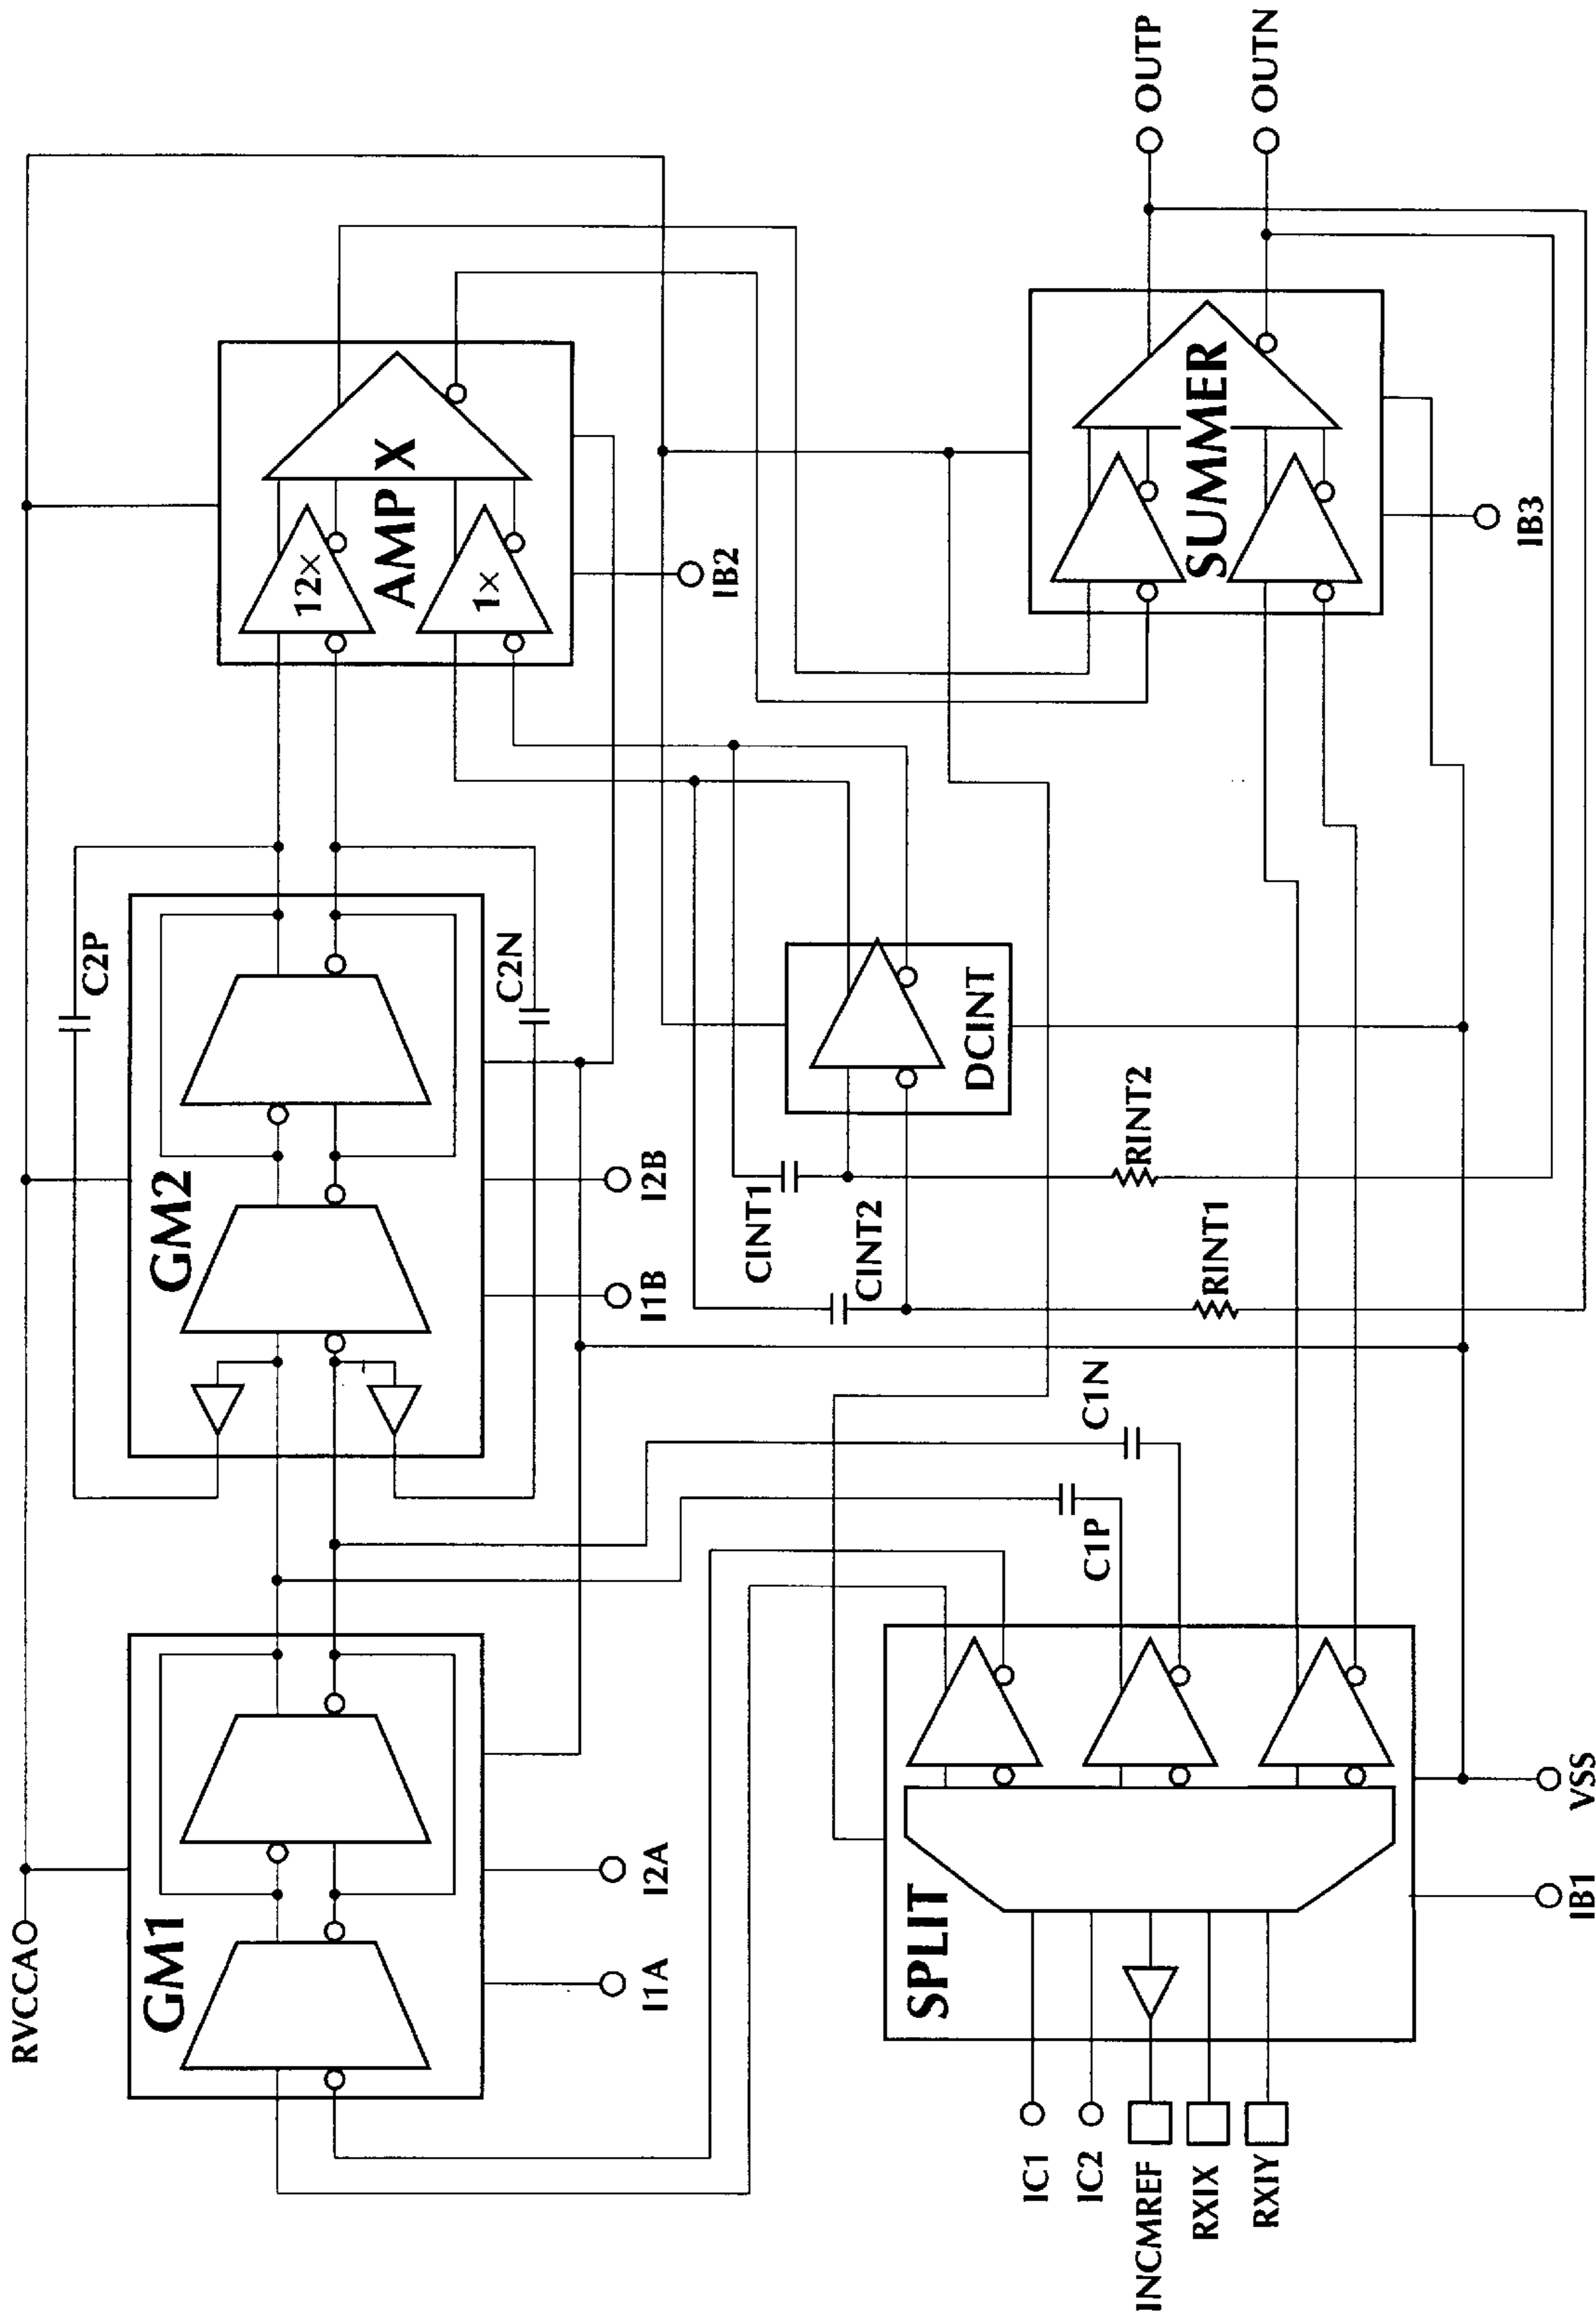 RVCCA
GM1
I1A
I2A
GM2
I1B
I2B
C2P
C2N
12×
1×
AMP X
IB2
IC1
IC2
INCMREF
RXIX
RXIY
SPLIT
IB1
VSS
C1P
C1N
CINT1
CINT2
RINT1
RINT2
DCINT
SUMMER
IB3
OUTP
OUTN